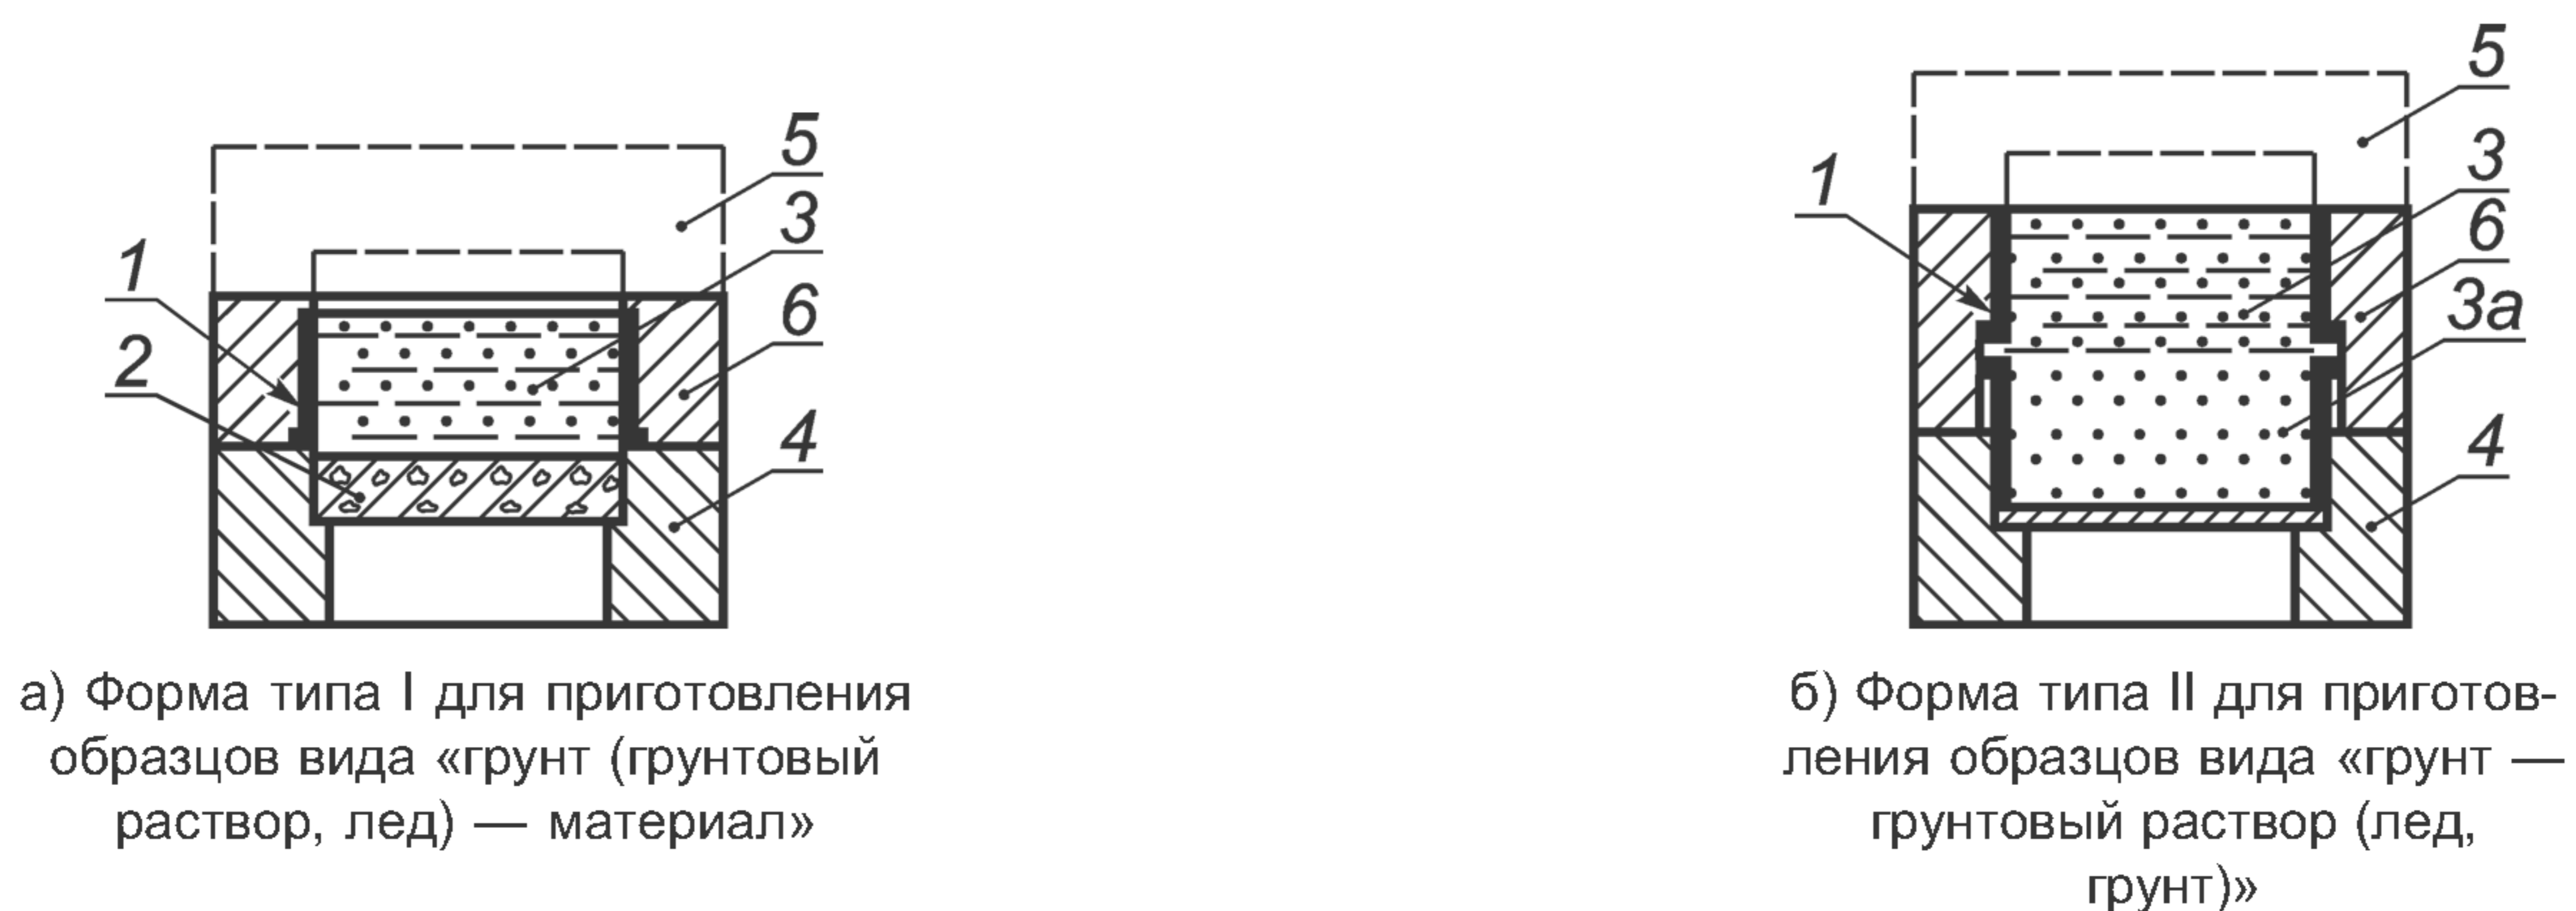 5
3
1
6
2
4
а) Форма типа I для приготовления
образцов вида «грунт (грунтовый
раствор, лед) — материал»
5
3
1
6
3а
4
б) Форма типа II для приготов-
ления образцов вида «грунт —
грунтовый раствор (лед,
грунт)»